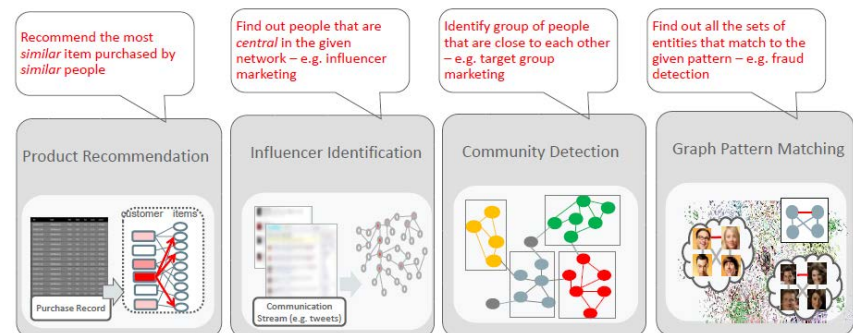 Recommend the most
similar item purchased by
similar people
Find out people that are
central in the given
network – e.g. influencer
marketing
Identify group of people
that are close to each other
– e.g. target group
marketing
Find out all the sets of
entities that match to the
given pattern – e.g. fraud
detection
Product Recommendation
Influencer Identification
Community Detection
Graph Pattern Matching
customer items
Purchase Record
Communication
Stream (e.g. tweets)